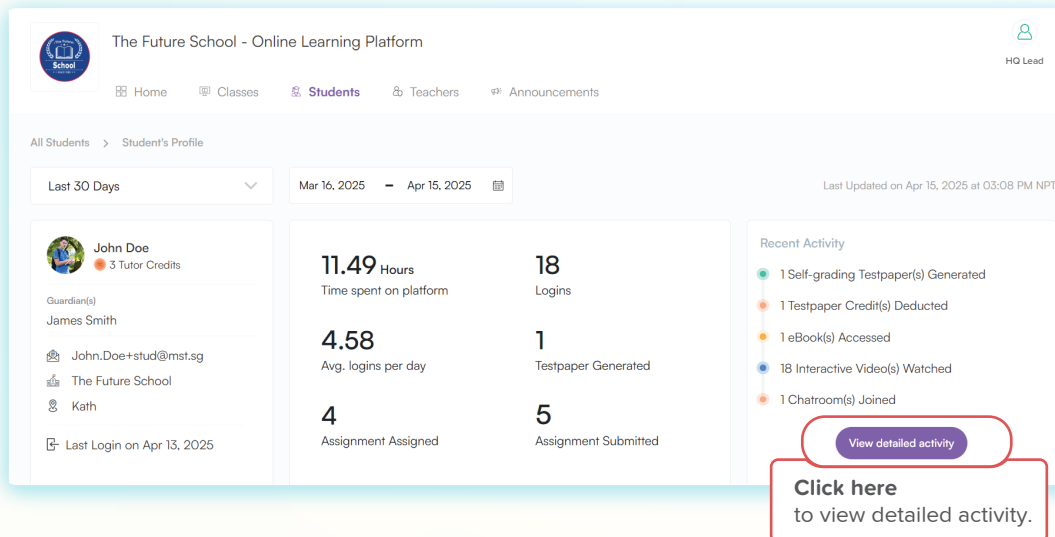 The Future School - Online Learning Platform
School
HQ Lead
Home Classes Students Teachers Announcements
All Students > Student's Profile
Last 30 Days
Mar 16, 2025 – Apr 15, 2025
Last Updated on Apr 15, 2025 at 03:08 PM NPT
John Doe
3 Tutor Credits
Guardian(s)
James Smith
John.Doe+stud@mst.sg
The Future School
Kath
Last Login on Apr 13, 2025
11.49 Hours
Time spent on platform
18
Logins
4.58
Avg. logins per day
1
Testpaper Generated
4
Assignment Assigned
5
Assignment Submitted
Recent Activity
1 Self-grading Testpaper(s) Generated
1 Testpaper Credit(s) Deducted
1 eBook(s) Accessed
18 Interactive Video(s) Watched
1 Chatroom(s) Joined
View detailed activity
Click here
to view detailed activity.